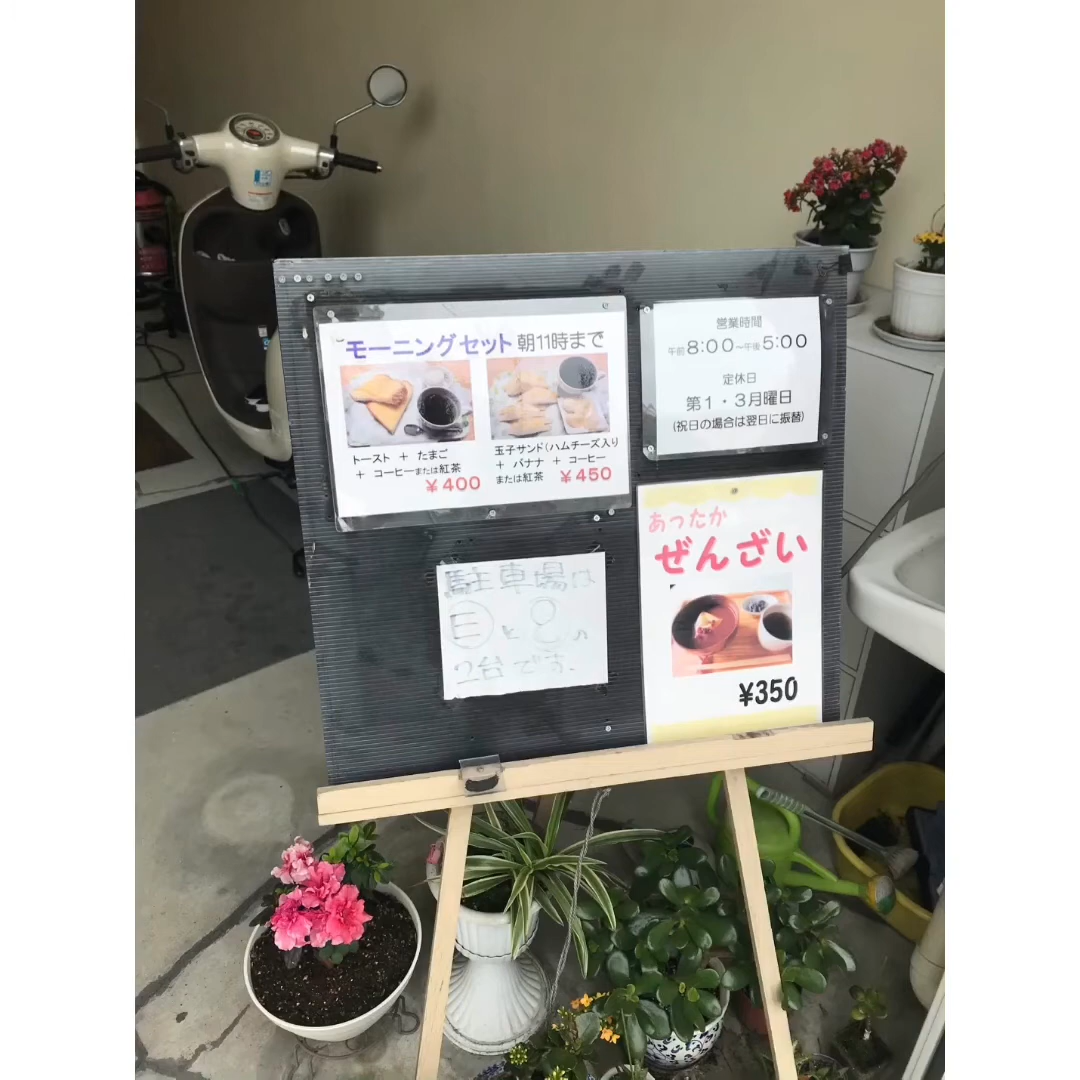 モーニングセット 朝11時まで
トースト + たまご
+ コーヒーまたは紅茶
¥400
玉子サンド(ハムチーズ入り
+ バナナ + コーヒー
または紅茶 ¥450
営業時間
午前8:00~午後5:00
定休日
第1・3月曜日
(祝日の場合は翌日に振替)
あったか
ぜんざい
¥350
駐車場は
と の
2台です.